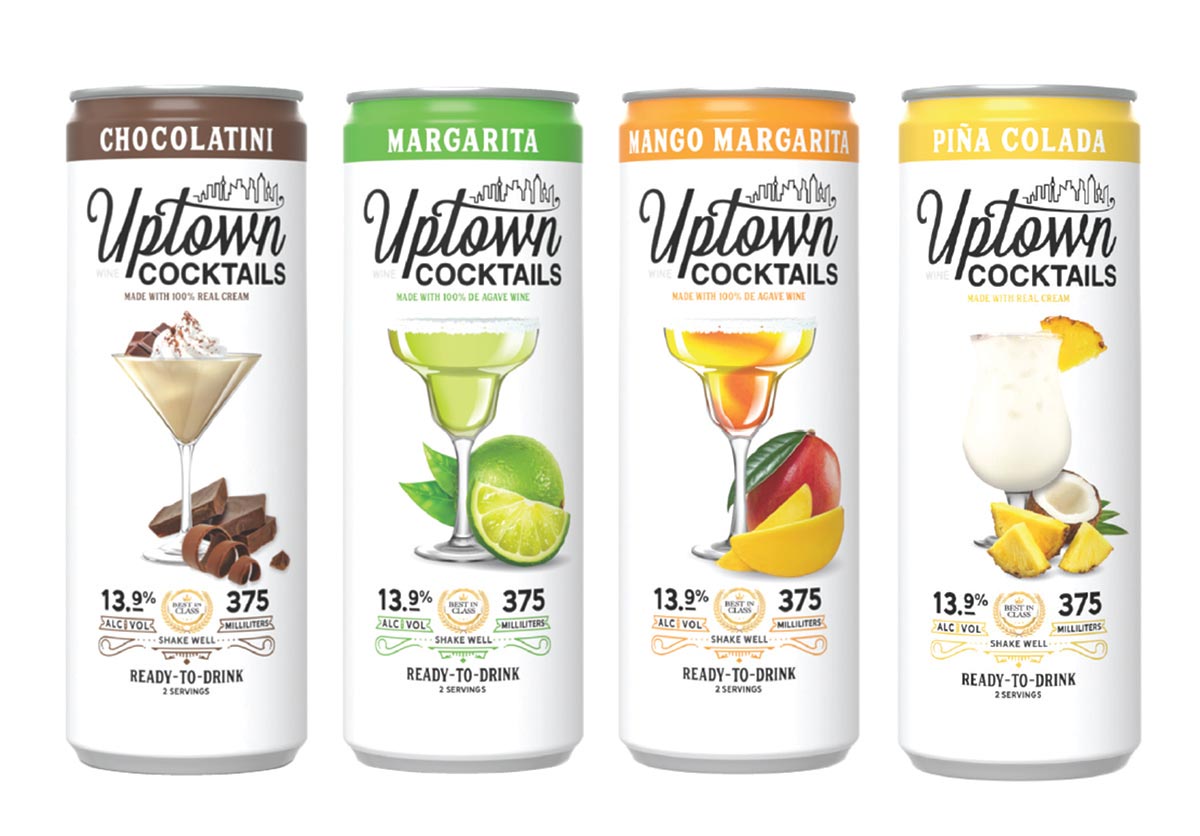 CHOCOLATINI
Uptown
WINE COCKTAILS
MADE WITH 100% REAL CREAM
13.9%
ALC VOL
BEST IN
CLASS
375
MILLILITERS
SHAKE WELL
READY-TO-DRINK
2 SERVINGS
MARGARITA
Uptown
COCKTAILS
MADE WITH 100% DE AGAVE WINE
13.9%
ALC VOL
BEST IN
CLASS
375
MILLILITERS
SHAKE WELL
READY-TO-DRINK
2 SERVINGS
MANGO MARGARITA
Uptown
WINE COCKTAILS
MADE WITH 100% DE AGAVE WINE
13.9%
ALC VOL
BEST IN
CLASS
375
MILLILITERS
SHAKE WELL
READY-TO-DRINK
2 SERVINGS
PIÑA COLADA
Uptown
WINE COCKTAILS
MADE WITH REAL CREAM
13.9%
ALC VOL
BEST IN
CLASS
375
MILLILITERS
SHAKE WELL
READY-TO-DRINK
2 SERVINGS